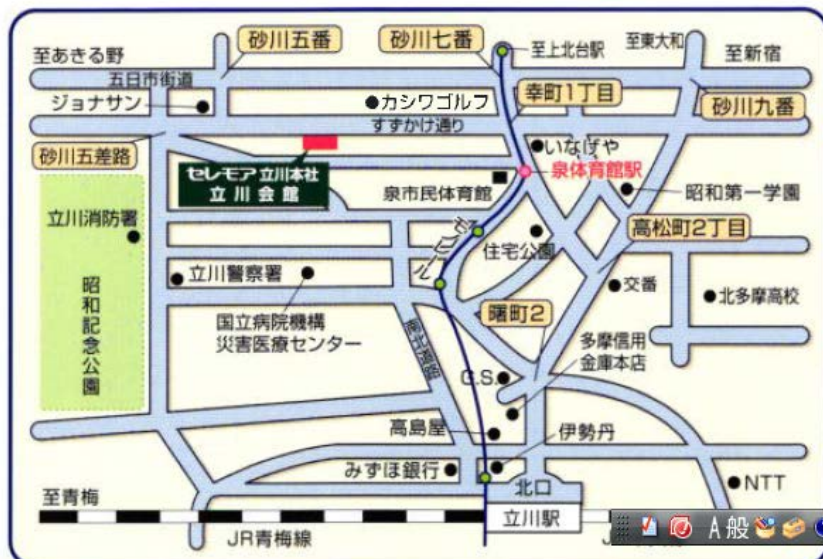 砂川五番
砂川七番
至上北台駅
至東大和
至あきる野
至新宿
五日市街道
ジョナサン
カシワゴルフ
幸町1丁目
砂川九番
すずかけ通り
砂川五差路
いなげや
泉体育館駅
セレモア 立川本社
立川会館
泉市民体育館
昭和第一学園
立川消防署
モノレール
住宅公園
高松町2丁目
立川警察署
交番
北多摩高校
昭和記念公園
国立病院機構
災害医療センター
曙町2
多摩信用
金庫本店
G.S.
高島屋
伊勢丹
みずほ銀行
NTT
北口
至青梅
立川駅
A 般
JR青梅線